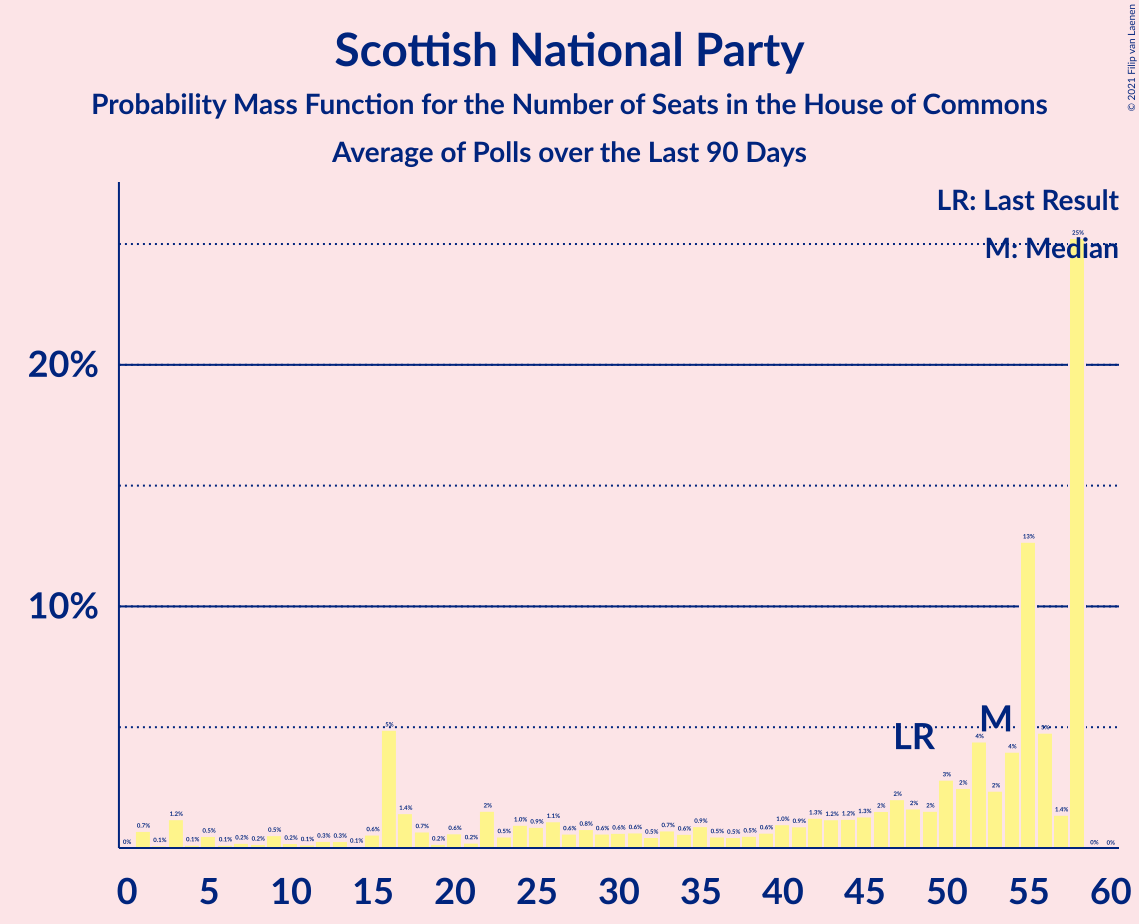 Scottish National Party
Probability Mass Function for the Number of Seats in the House of Commons
Average of Polls over the Last 90 Days
© 2021 Filip van Laenen
LR: Last Result
M: Median
20%
10%
0% 0.7% 0.1% 1.2% 0.1% 0.5% 0.1% 0.2% 0.2% 0.5% 0.2% 0.1% 0.3% 0.3% 0.1% 0.6% 5% 1.4% 0.7% 0.2% 0.6% 0.2% 2% 0.5% 1.0% 0.9% 1.1% 0.6% 0.8% 0.6% 0.6% 0.6% 0.5% 0.7% 0.6% 0.9% 0.5% 0.5% 0.5% 0.6% 1.0% 0.9% 1.3% 1.2% 1.2% 1.3% 2% 2% 2% 2% 3% 2% 4% 2% 4% 13% 5% 1.4% 25% 0% 0%
LR M
0 5 10 15 20 25 30 35 40 45 50 55 60